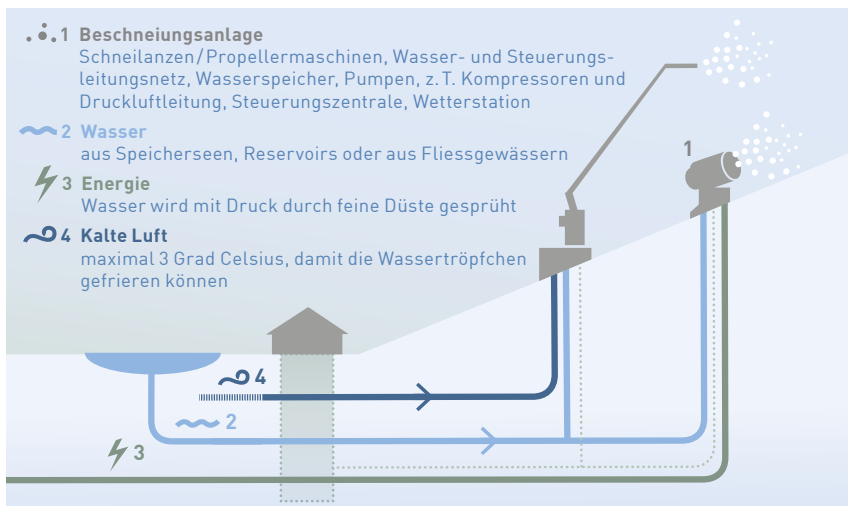 1 Beschneiungsanlage
Schneilanzen/Propellermaschinen, Wasser- und Steuerungs-
leitungsnetz, Wasserspeicher, Pumpen, z.T. Kompressoren und
Druckluftleitung, Steuerungszentrale, Wetterstation
2 Wasser
aus Speicherseen, Reservoirs oder aus Fliessgewässern
3 Energie
Wasser wird mit Druck durch feine Düste gesprüht
4 Kalte Luft
maximal 3 Grad Celsius, damit die Wassertröpfchen
gefrieren können
1
4
2
3